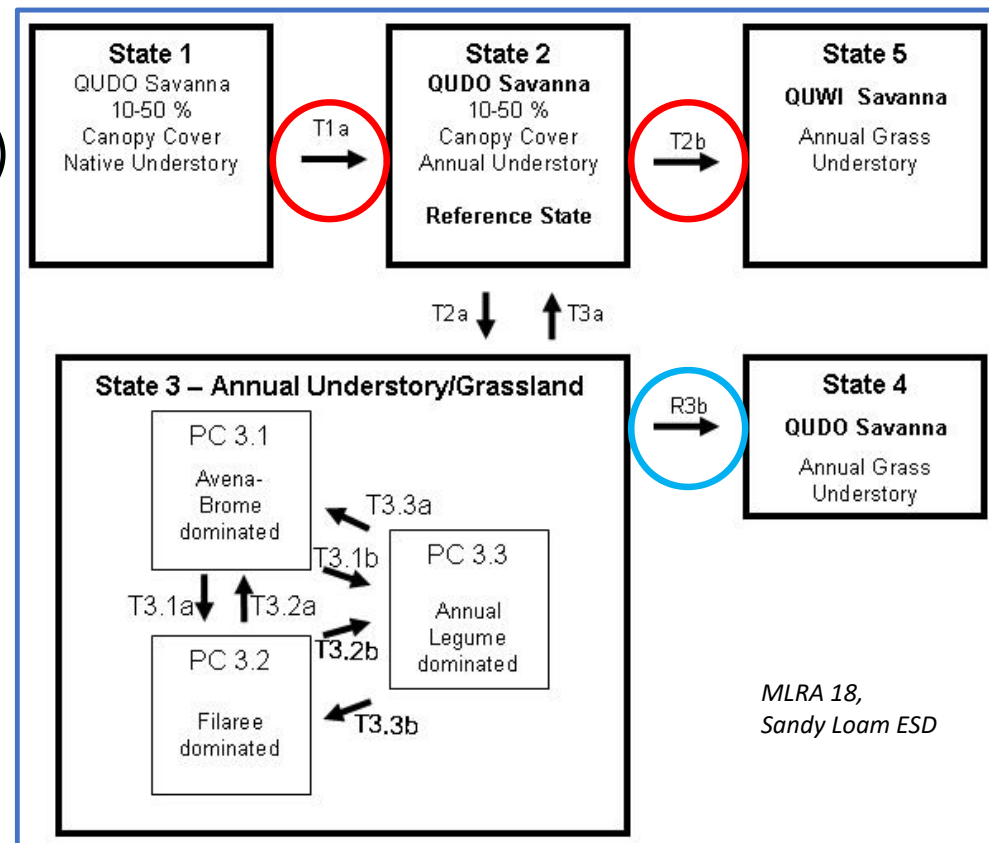 State 1
QUDO Savanna
10-50 %
Canopy Cover
Native Understory
T1a
State 2
QUDO Savanna
10-50 %
Canopy Cover
Annual Understory
Reference State
T2b
State 5
QUWI Savanna
Annual Grass
Understory
T2a
T3a
State 3 – Annual Understory/Grassland
PC 3.1
Avena-
Brome
dominated
T3.3a
T3.1b
T3.1a
T3.2a
PC 3.3
Annual
Legume
dominated
PC 3.2
Filaree
dominated
T3.2b
T3.3b
R3b
State 4
QUDO Savanna
Annual Grass
Understory
MLRA 18,
Sandy Loam ESD